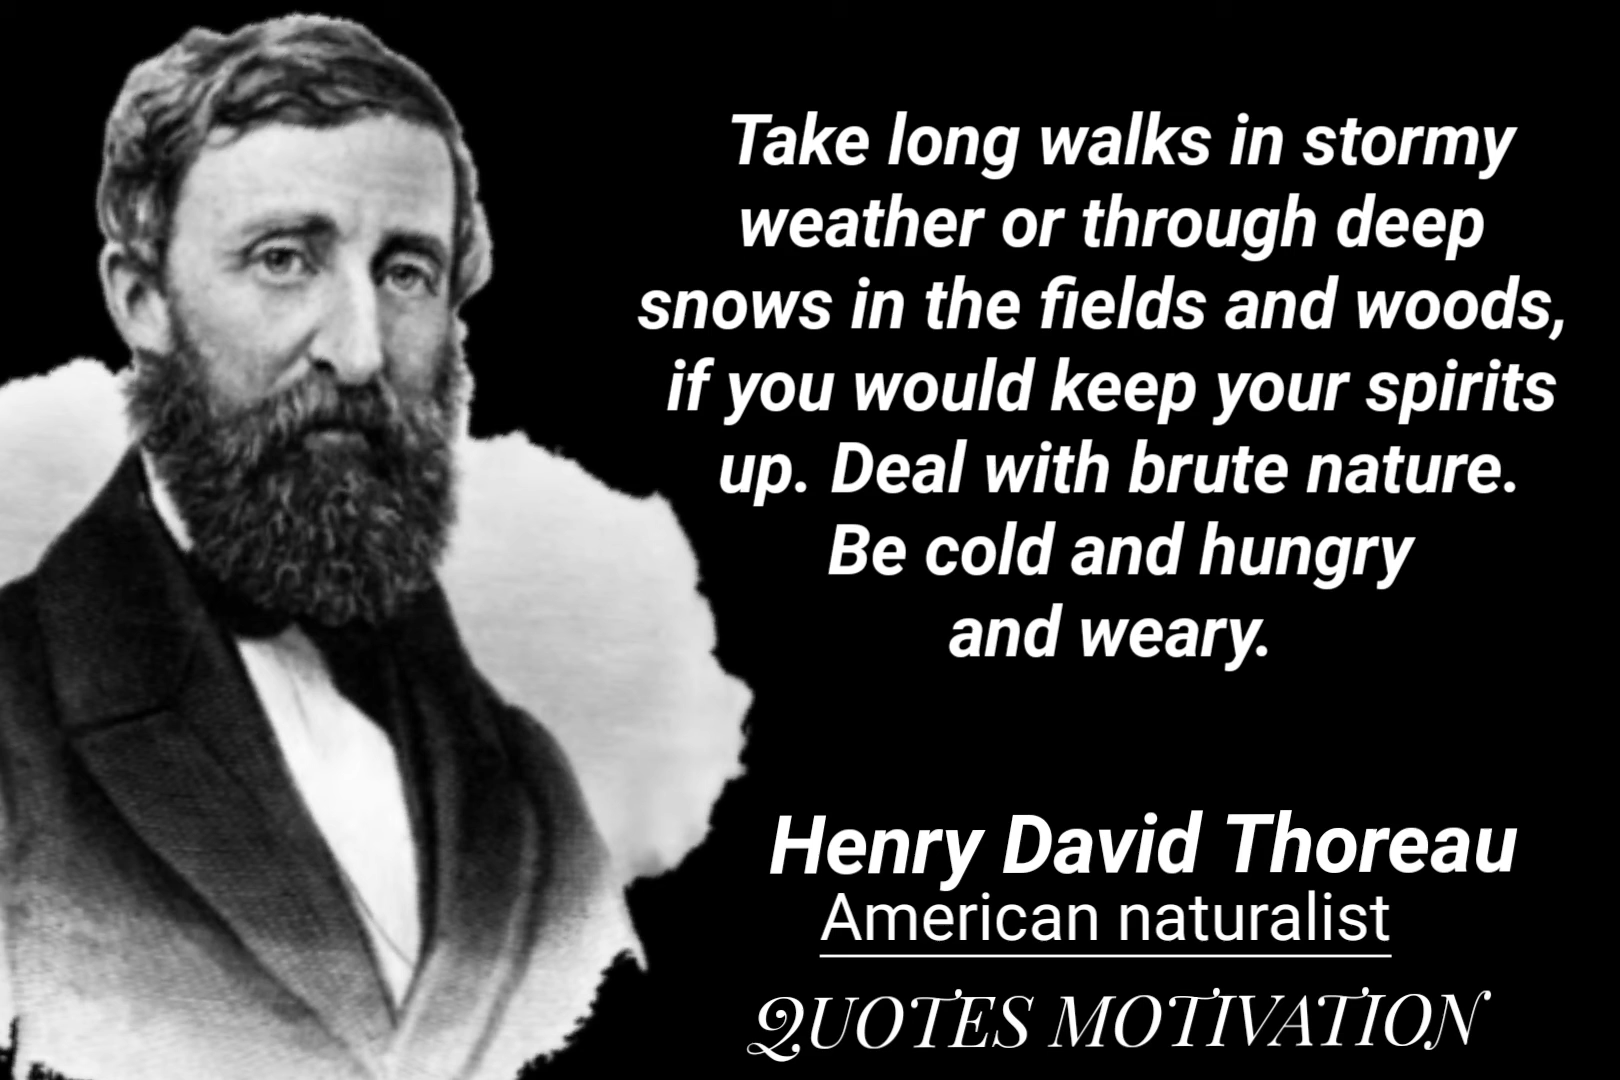 Take long walks in stormy
weather or through deep
snows in the fields and woods,
if you would keep your spirits
up. Deal with brute nature.
Be cold and hungry
and weary.
Henry David Thoreau
American naturalist
QUOTES MOTIVATION